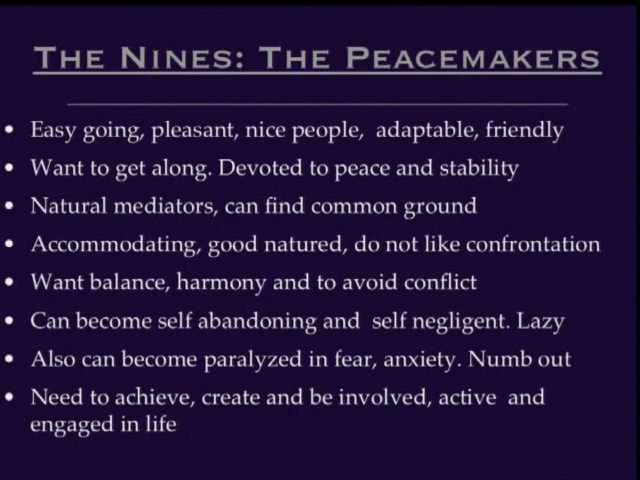 THE NINES: THE PEACEMAKERS
• Easy going, pleasant, nice people, adaptable, friendly
• Want to get along. Devoted to peace and stability
• Natural mediators, can find common ground
• Accommodating, good natured, do not like confrontation
• Want balance, harmony and to avoid conflict
• Can become self abandoning and self negligent. Lazy
• Also can become paralyzed in fear, anxiety. Numb out
• Need to achieve, create and be involved, active and
engaged in life